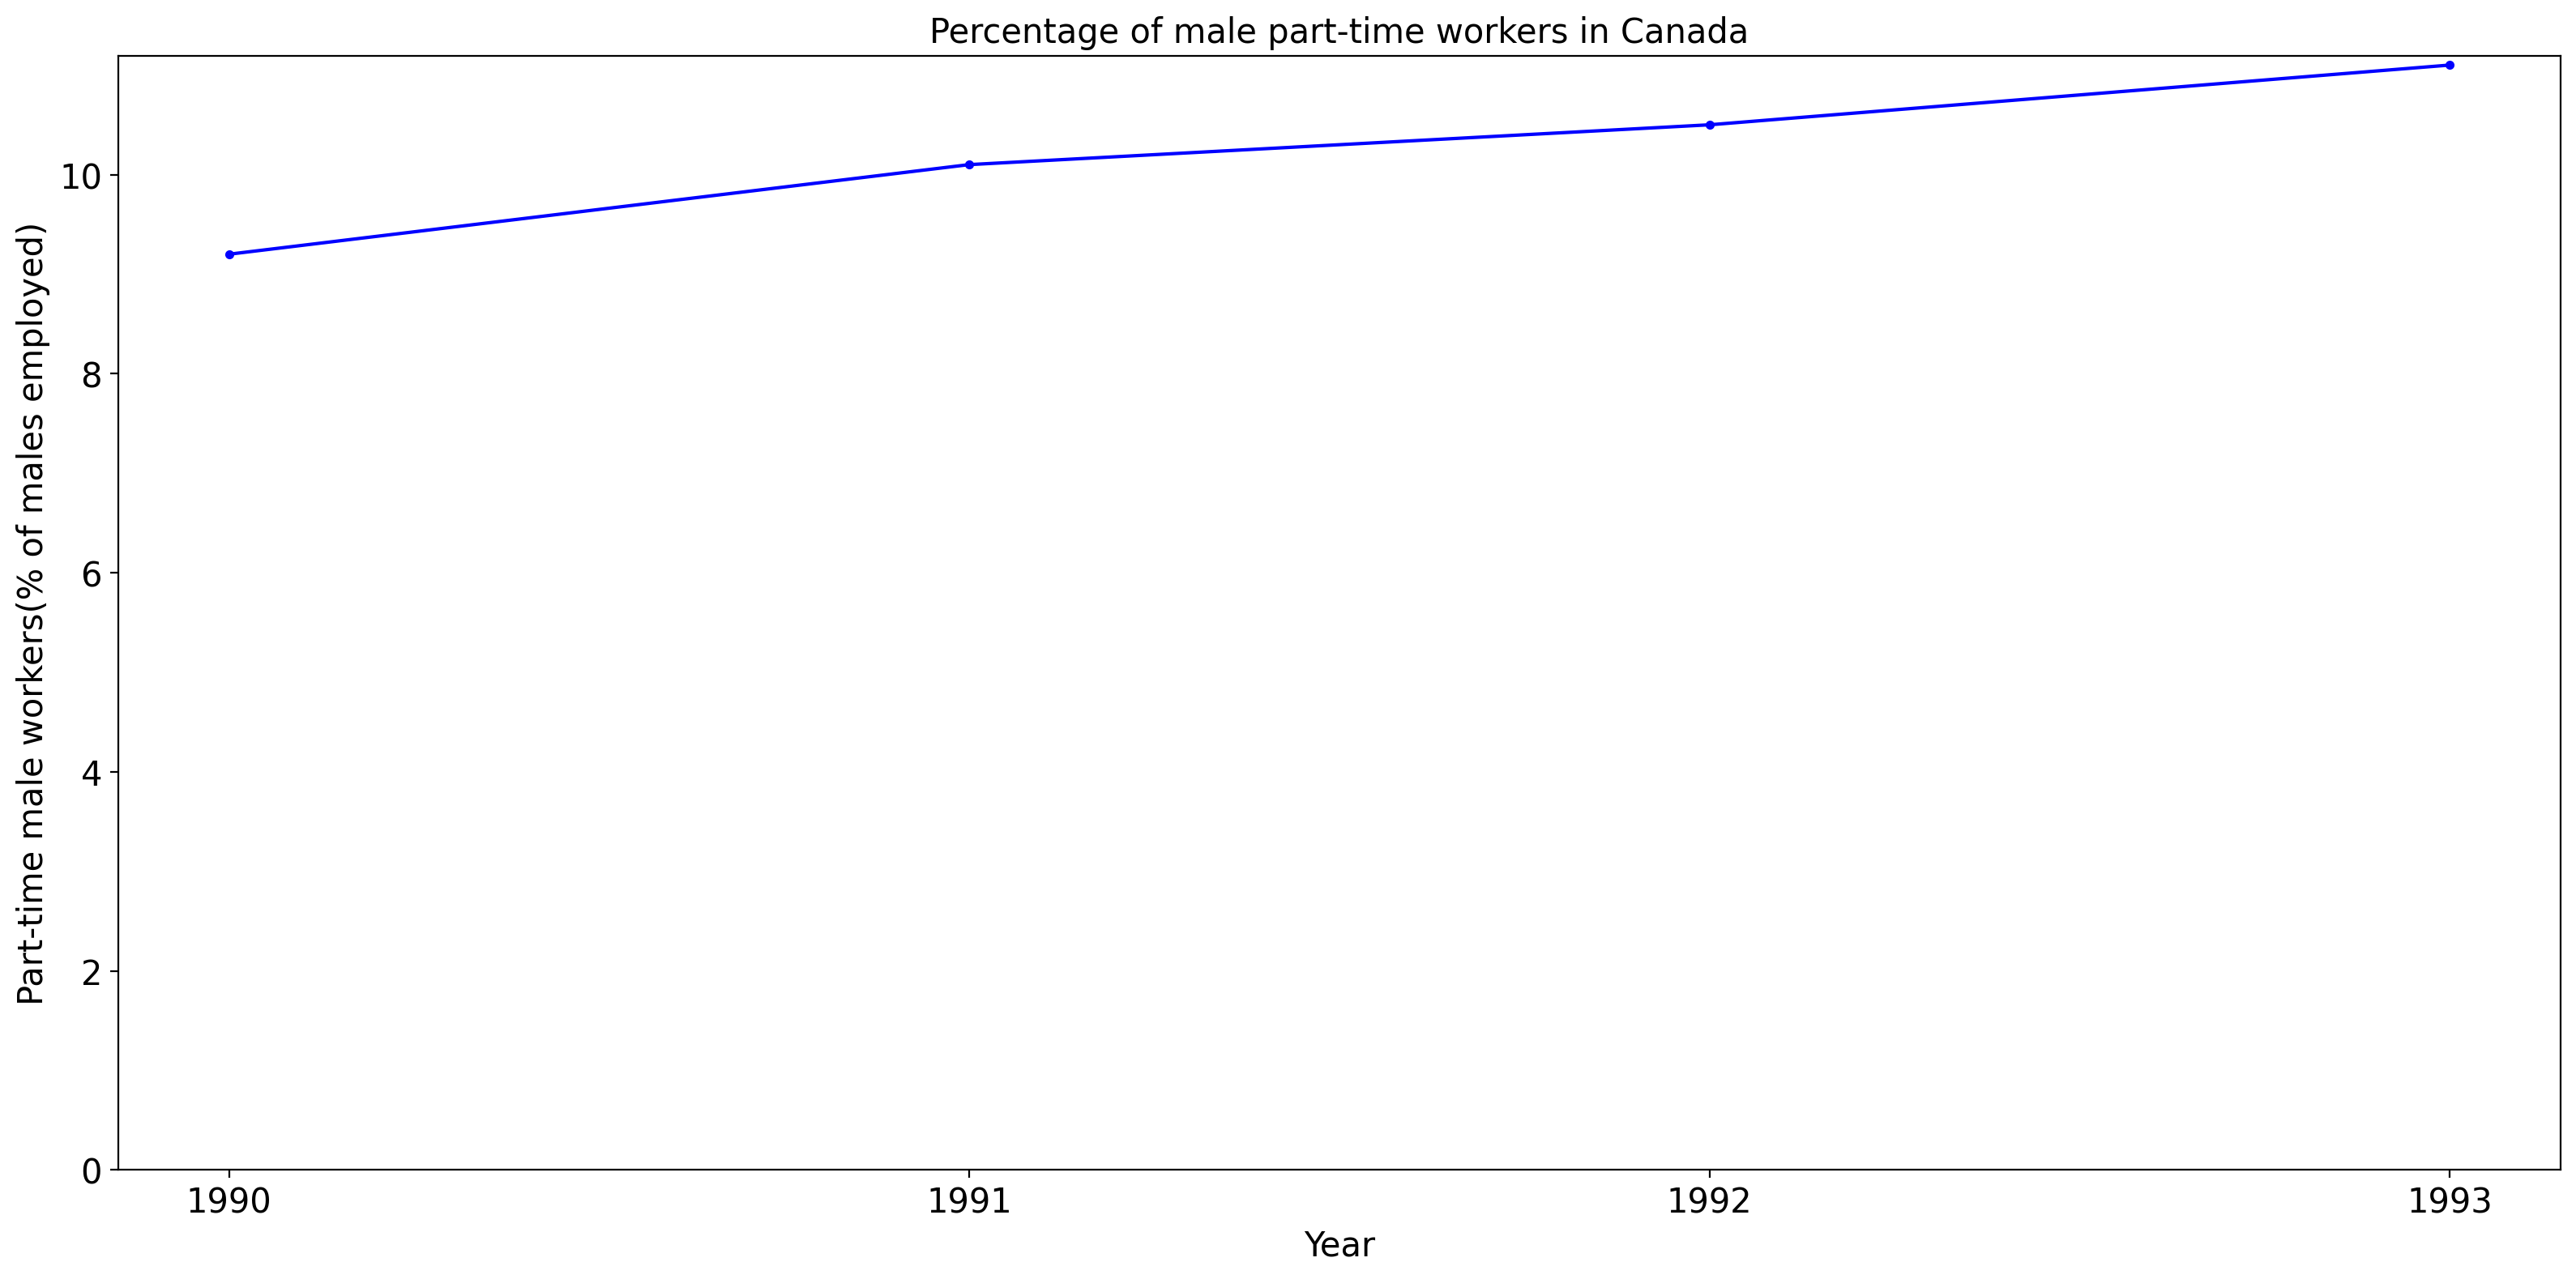 Percentage of male part-time workers in Canada
Part-time male workers(% of males employed)
10
8
6
4
2
0
1990 1991 1992 1993
Year